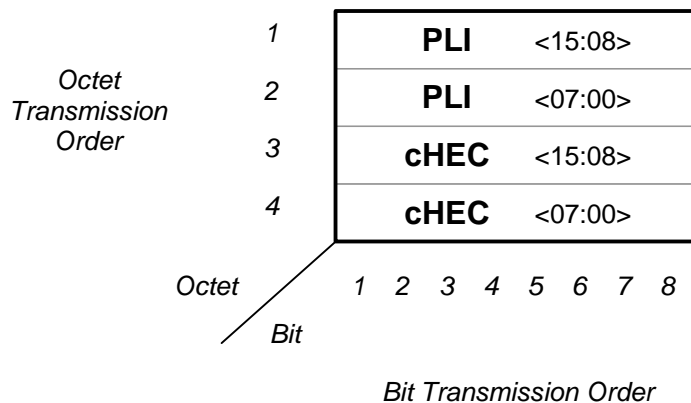 1 PLI <15:08>
Octet
Transmission
Order
2 PLI <07:00>
3 cHEC <15:08>
4 cHEC <07:00>
Octet
Bit
1 2 3 4 5 6 7 8
Bit Transmission Order